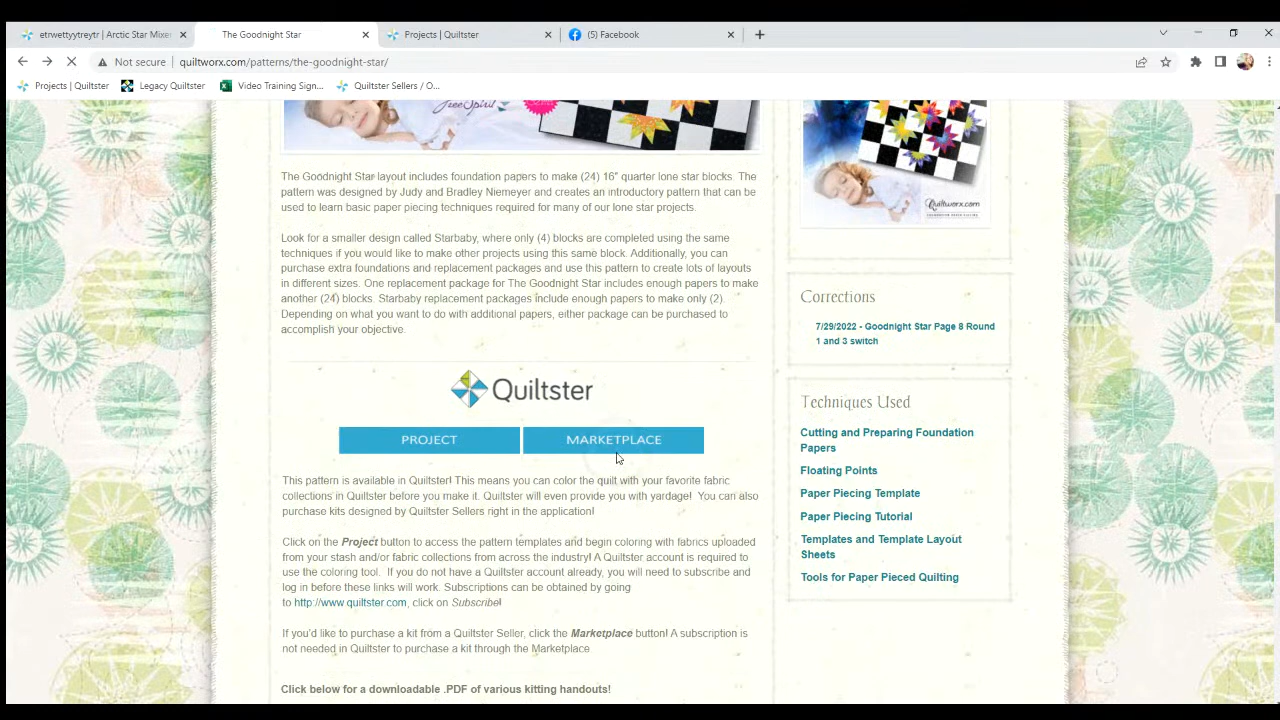 etrwettyytreytr | Arctic Star Mixer
The Goodnight Star
Projects | Quiltster
(5) Facebook
Not secure | quiltworx.com/patterns/the-goodnight-star/
Projects | Quiltster
Legacy Quiltster
Video Training Sign...
Quiltster Sellers / O...
FreeSpirit
Quiltworx.com
The Goodnight Star layout includes foundation papers to make (24) 16" quarter lone star blocks. The
pattern was designed by Judy and Bradley Niemeyer and creates an introductory pattern that can be
used to learn basic paper piecing techniques required for many of our lone star projects.
Look for a smaller design called Starbaby, where only (4) blocks are completed using the same
techniques if you would like to make other projects using this same block. Additionally, you can
purchase extra foundations and replacement packages and use this pattern to create lots of layouts
in different sizes. One replacement package for The Goodnight Star includes enough papers to make
another (24) blocks. Starbaby replacement packages include enough papers to make only (2).
Depending on what you want to do with additional papers, either package can be purchased to
accomplish your objective.
Quiltster
PROJECT
MARKETPLACE
This pattern is available in Quiltster! This means you can color the quilt with your favorite fabric
collections in Quiltster before you make it. Quiltster will even provide you with yardage! You can also
purchase kits designed by Quiltster Sellers right in the application!
Click on the Project button to access the pattern templates and begin coloring with fabrics uploaded
from your stash and/or fabric collections from across the industry! A Quiltster account is required to
use the coloring tool. If you do not have a Quiltster account already, you will need to subscribe and
log in before these links will work. Subscriptions can be obtained by going
to http://www.quiltster.com, click on Subscribe!
If you'd like to purchase a kit from a Quiltster Seller, click the Marketplace button! A subscription is
not needed in Quiltster to purchase a kit through the Marketplace.
Click below for a downloadable .PDF of various kitting handouts!
Corrections
7/29/2022 - Goodnight Star Page 8 Round
1 and 3 switch
Techniques Used
Cutting and Preparing Foundation
Papers
Floating Points
Paper Piecing Template
Paper Piecing Tutorial
Templates and Template Layout
Sheets
Tools for Paper Pieced Quilting